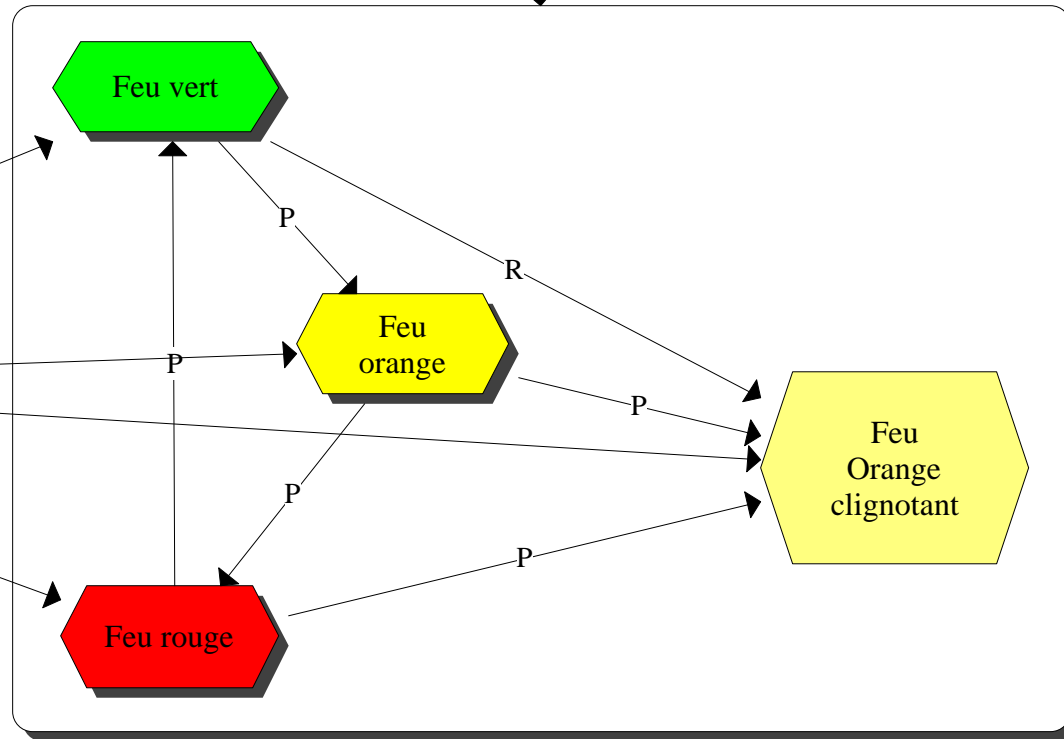 Feu vert
P
R
Feu
orange
P
P
Feu
Orange
clignotant
P
P
Feu rouge